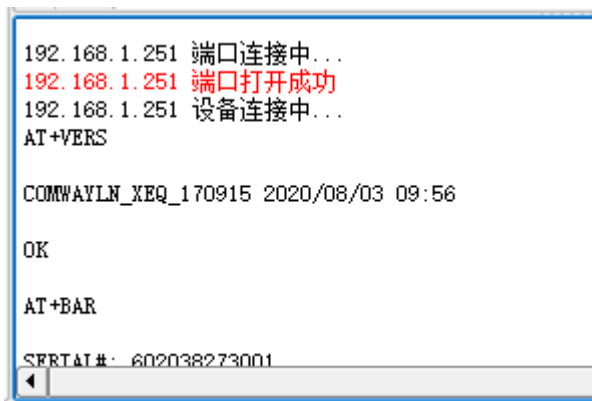 192.168.1.251 端口连接中...
192.168.1.251 端口打开成功
192.168.1.251 设备连接中...
AT+VERS
COMWAYLN_XEQ_170915 2020/08/03 09:56
OK
AT+BAR
SERIAL#: 602038273001